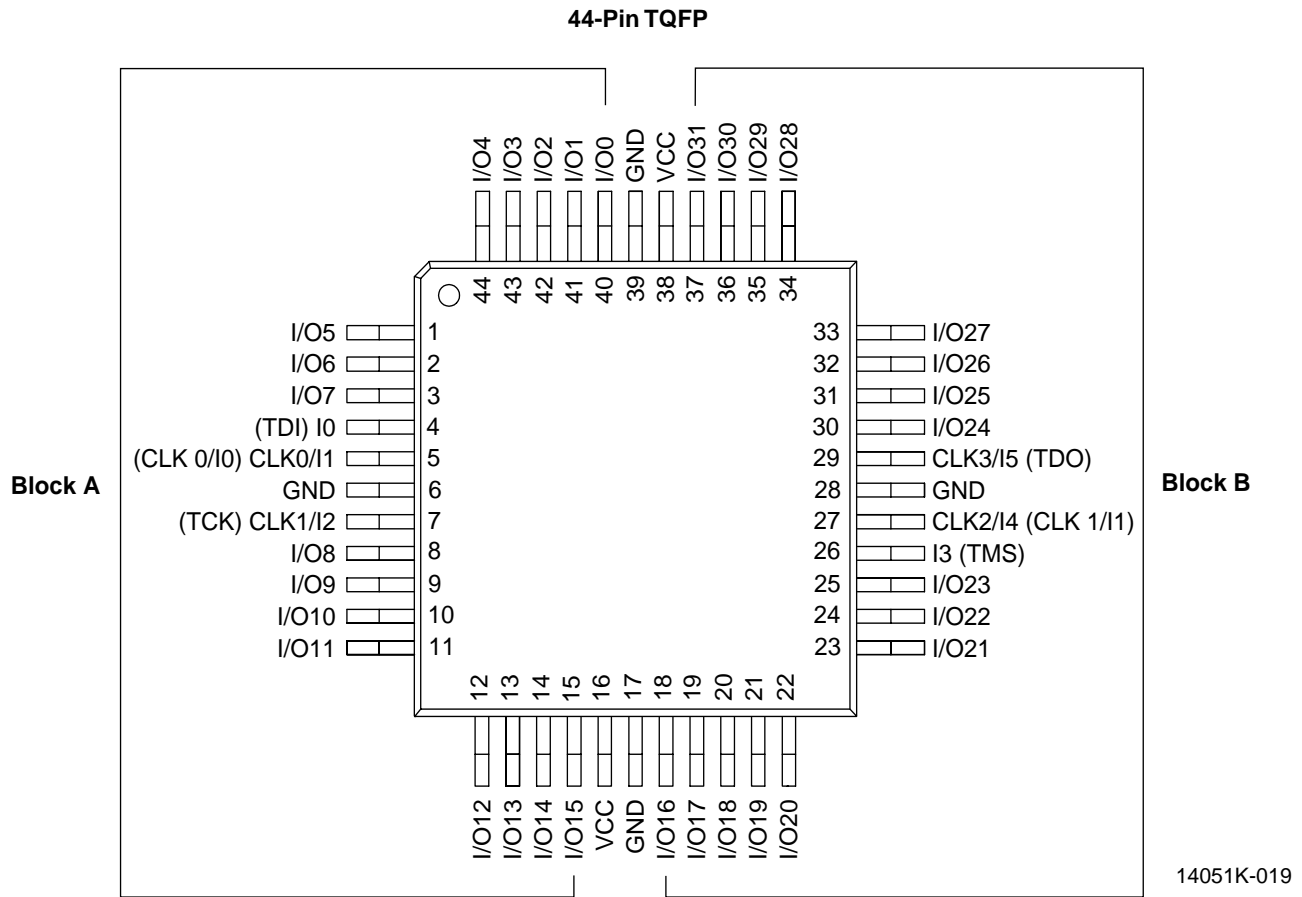 44-Pin TQFP
I/O4
I/O3
I/O2
I/O1
I/O0
GND
VCC
I/O31
I/O30
I/O29
I/O28
44
43
42
41
40
39
38
37
36
35
34
I/O5 1
I/O6 2
I/O7 3
(TDI) I0 4
(CLK 0/I0) CLK0/I1 5
GND 6
(TCK) CLK1/I2 7
I/O8 8
I/O9 9
I/O10 10
I/O11 11
Block A
33 I/O27
32 I/O26
31 I/O25
30 I/O24
29 CLK3/I5 (TDO)
28 GND
27 CLK2/I4 (CLK 1/I1)
26 I3 (TMS)
25 I/O23
24 I/O22
23 I/O21
Block B
12
13
14
15
16
17
18
19
20
21
22
I/O12
I/O13
I/O14
I/O15
VCC
GND
I/O16
I/O17
I/O18
I/O19
I/O20
14051K-019